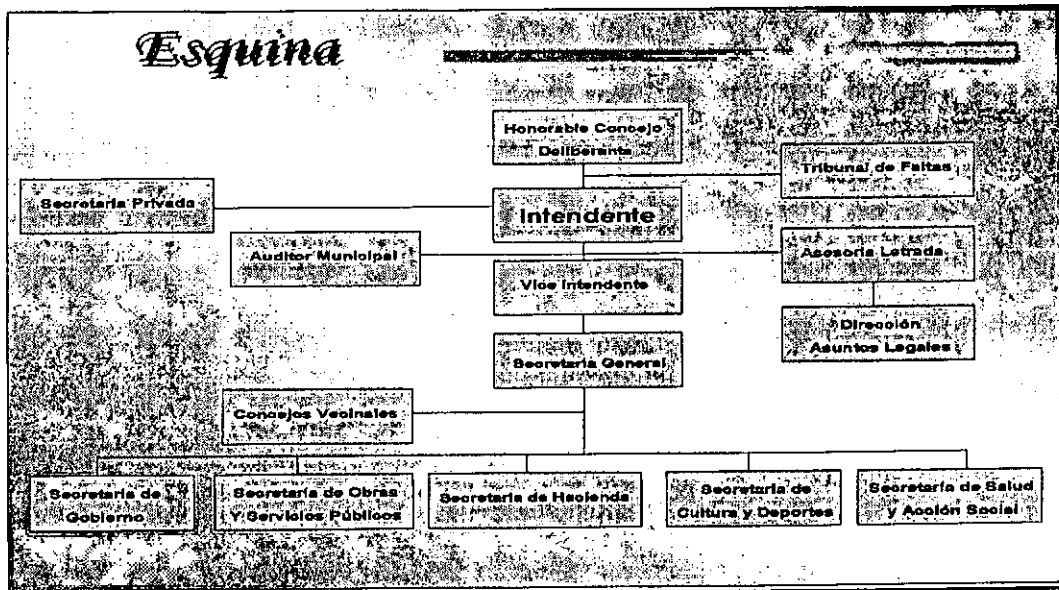 Esquina
Honorable Concejo
Deliberante
Tribunal de Faltas
Secretaria Privada
Intendente
Auditor Municipal
Asesoría Letrada
Vice Intendente
Dirección
Asuntos Legales
Secretaría General
Concejos Vecinales
Secretaría de
Gobierno
Secretaría de Obras
Y Servicios Públicos
Secretaría de Hacienda
Secretaría de
Cultura y Deportes
Secretaría de Salud
y Acción Social